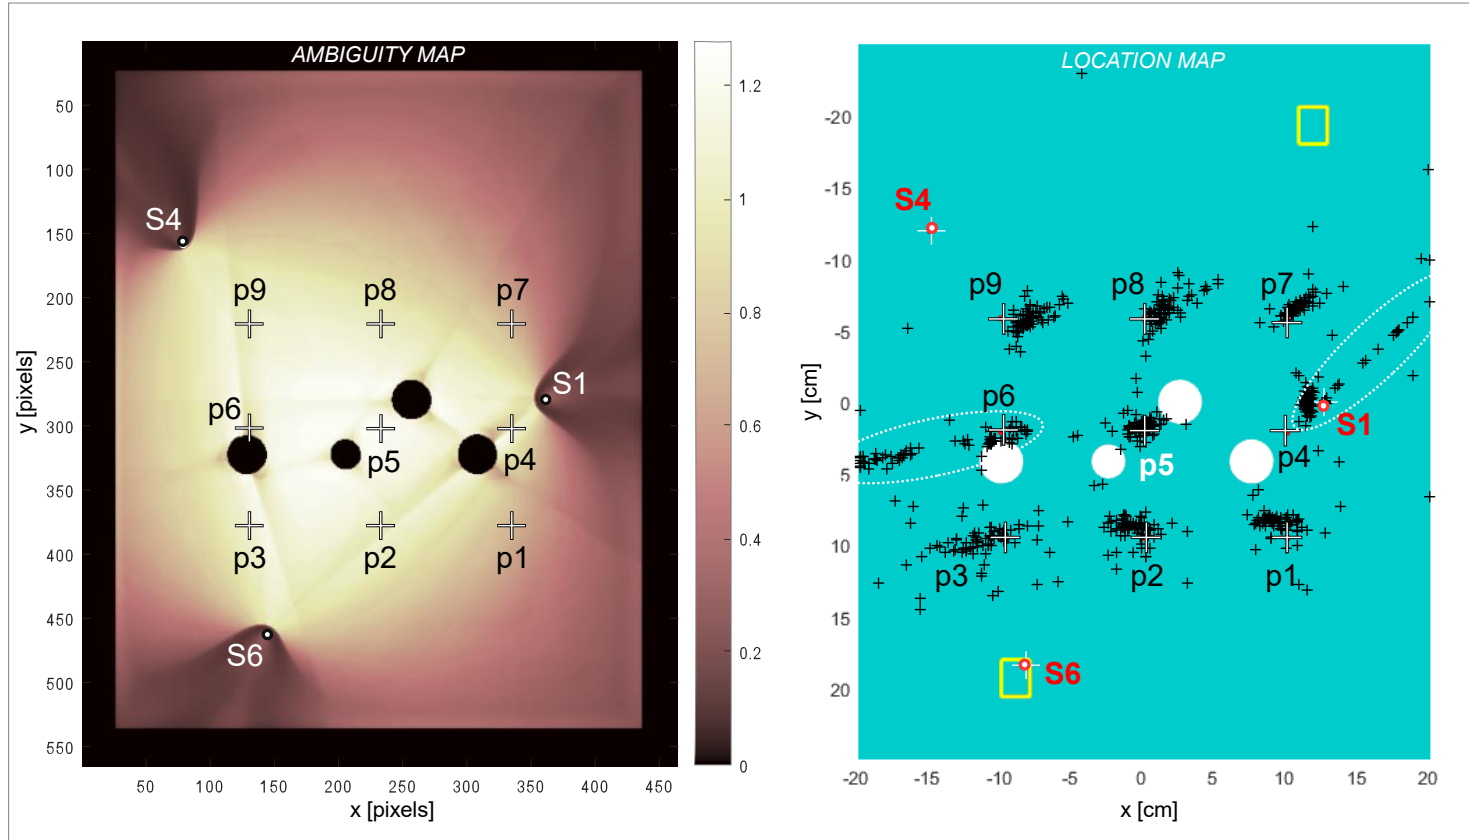 AMBIGUITY MAP
50
100
150
200
250
300
350
400
450
500
550
y [pixels]
50 100 150 200 250 300 350 400 450
x [pixels]
S4
p9 p8 p7
S1
p6
p5 p4
p3 p2 p1
S6
1.2
1
0.8
0.6
0.4
0.2
0
LOCATION MAP
-20
-15
-10
-5
0
5
10
15
20
y [cm]
-20 -15 -10 -5 0 5 10 15 20
x [cm]
S4
p9 p8 p7
p6
S1
p5 p4
p3 p2 p1
S6